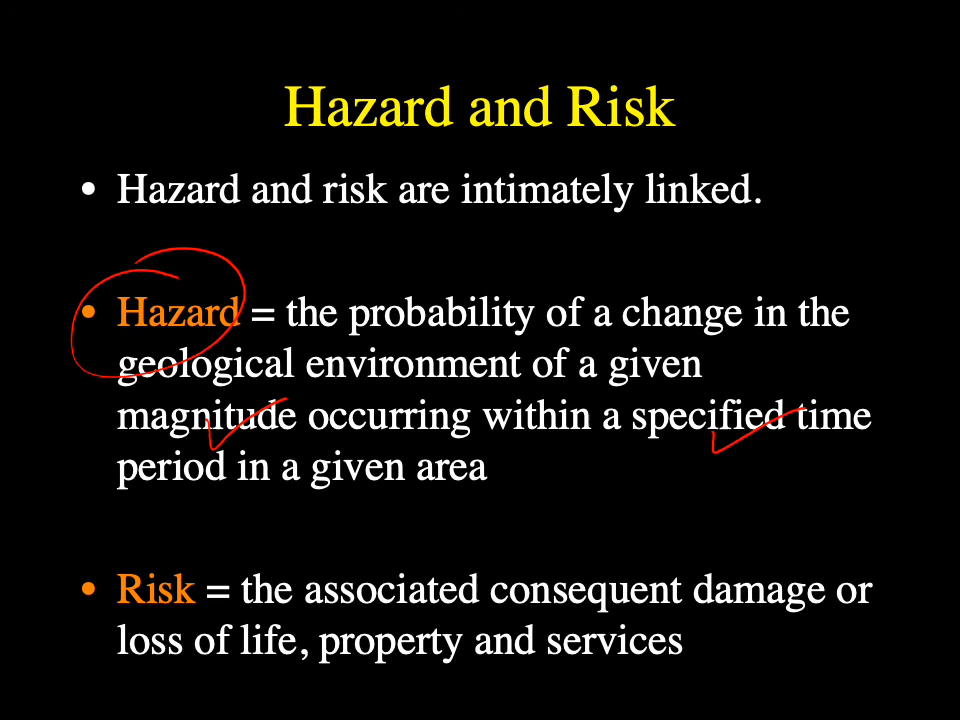 Hazard and Risk
• Hazard and risk are intimately linked.
• Hazard = the probability of a change in the
geological environment of a given
magnitude occurring within a specified time
period in a given area
• Risk = the associated consequent damage or
loss of life, property and services